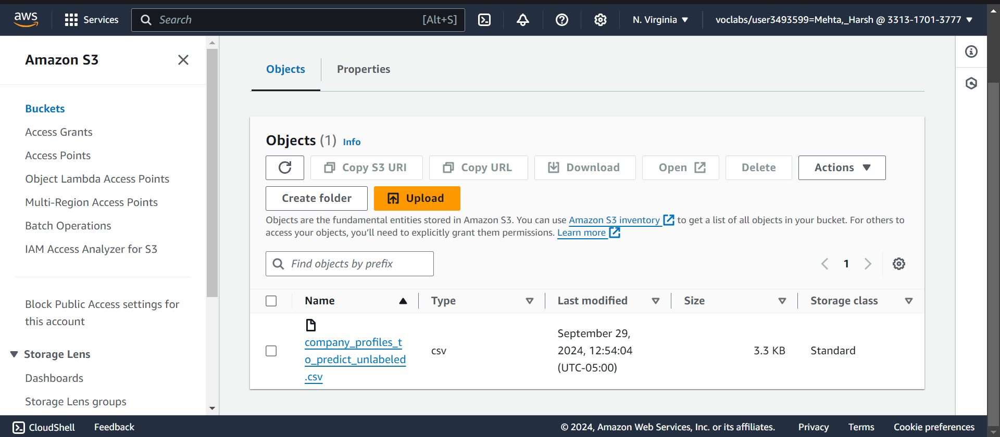 aws
Services
Search
[Alt+S]
N. Virginia
voclabs/user3493599=Mehta,_Harsh @ 3313-1701-3777
Amazon S3
Buckets
Access Grants
Access Points
Object Lambda Access Points
Multi-Region Access Points
Batch Operations
IAM Access Analyzer for S3
Block Public Access settings for
this account
Storage Lens
Dashboards
Storage Lens groups
Objects
Properties
Objects (1) Info
Copy S3 URI
Copy URL
Download
Open
Delete
Actions
Create folder
Upload
Objects are the fundamental entities stored in Amazon S3. You can use Amazon S3 inventory to get a list of all objects in your bucket. For others to
access your objects, you’ll need to explicitly grant them permissions. Learn more
Find objects by prefix
1
Name
Type
Last modified
Size
Storage class
company_profiles_t
o_predict_unlabeled
.csv
csv
September 29,
2024, 12:54:04
(UTC-05:00)
3.3 KB
Standard
CloudShell
Feedback
© 2024, Amazon Web Services, Inc. or its affiliates.
Privacy
Terms
Cookie preferences